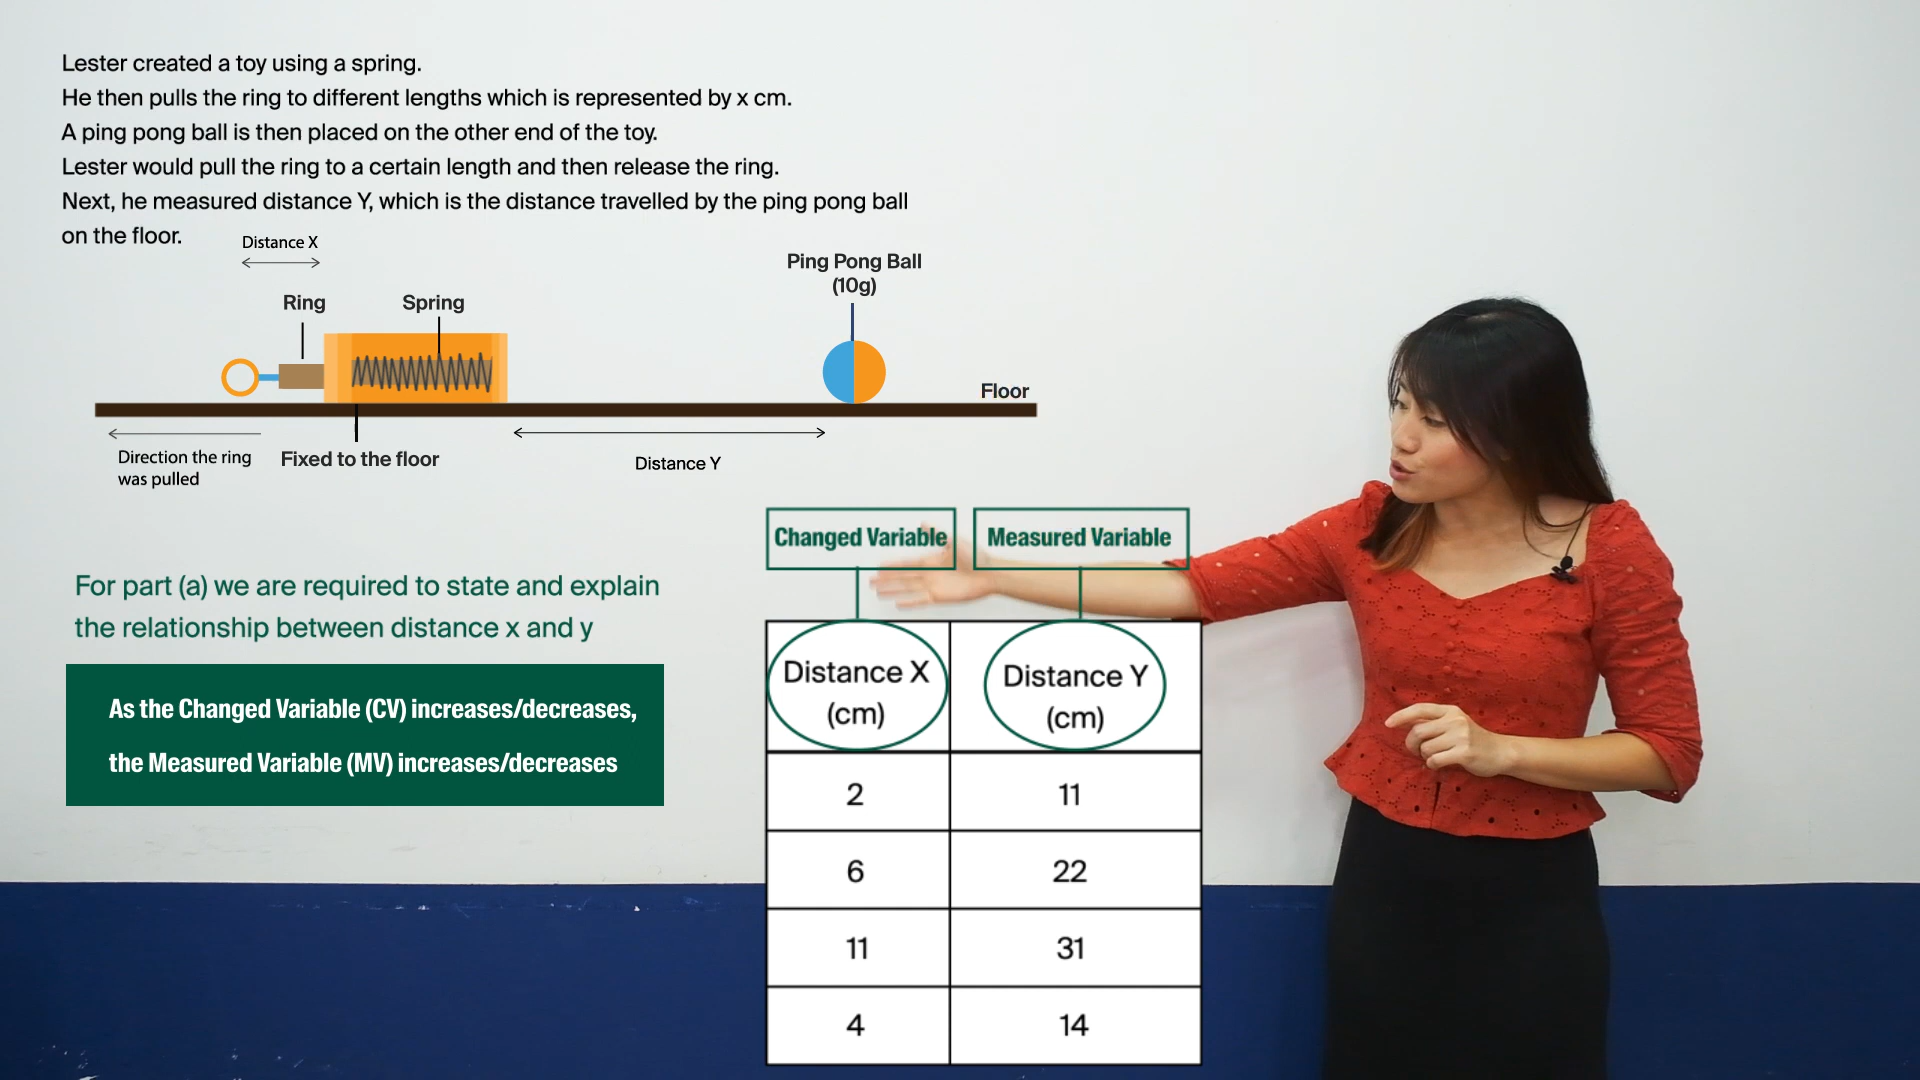 Lester created a toy using a spring.
He then pulls the ring to different lengths which is represented by x cm.
A ping pong ball is then placed on the other end of the toy.
Lester would pull the ring to a certain length and then release the ring.
Next, he measured distance Y, which is the distance travelled by the ping pong ball
on the floor.
Distance X
Ping Pong Ball
(10g)
Ring
Spring
Floor
Direction the ring
was pulled
Fixed to the floor
Distance Y
Changed Variable
Measured Variable
For part (a) we are required to state and explain
the relationship between distance x and y
As the Changed Variable (CV) increases/decreases,
the Measured Variable (MV) increases/decreases
Distance X
(cm)
Distance Y
(cm)
2 11
6 22
11 31
4 14